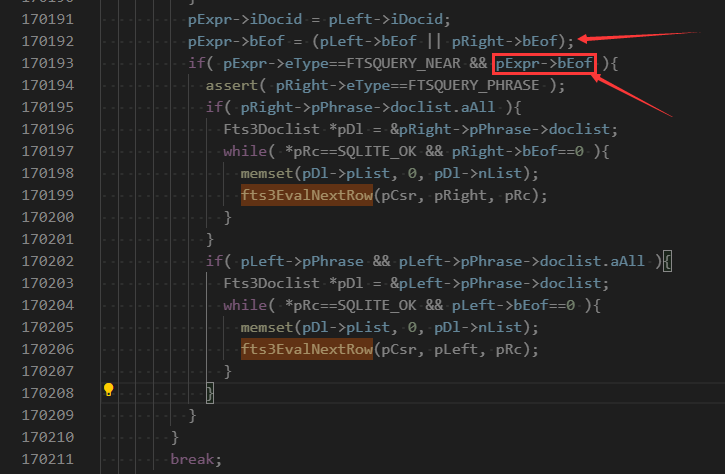 170191 pExpr->iDocid = pLeft->iDocid;
170192 pExpr->bEof = (pLeft->bEof || pRight->bEof);
170193 if( pExpr->eType==FTSQUERY_NEAR && pExpr->bEof ){
170194 assert( pRight->eType==FTSQUERY_PHRASE );
170195 if( pRight->pPhrase->doclist.aAll ){
170196 Fts3Doclist *pDl = &pRight->pPhrase->doclist;
170197 while( *pRc==SQLITE_OK && pRight->bEof==0 ){
170198 memset(pDl->pList, 0, pDl->nList);
170199 fts3EvalNextRow(pCsr, pRight, pRc);
170200 }
170201 }
170202 if( pLeft->pPhrase && pLeft->pPhrase->doclist.aAll ){
170203 Fts3Doclist *pDl = &pLeft->pPhrase->doclist;
170204 while( *pRc==SQLITE_OK && pLeft->bEof==0 ){
170205 memset(pDl->pList, 0, pDl->nList);
170206 fts3EvalNextRow(pCsr, pLeft, pRc);
170207 }
170208 }
170209 }
170210 }
170211 break;